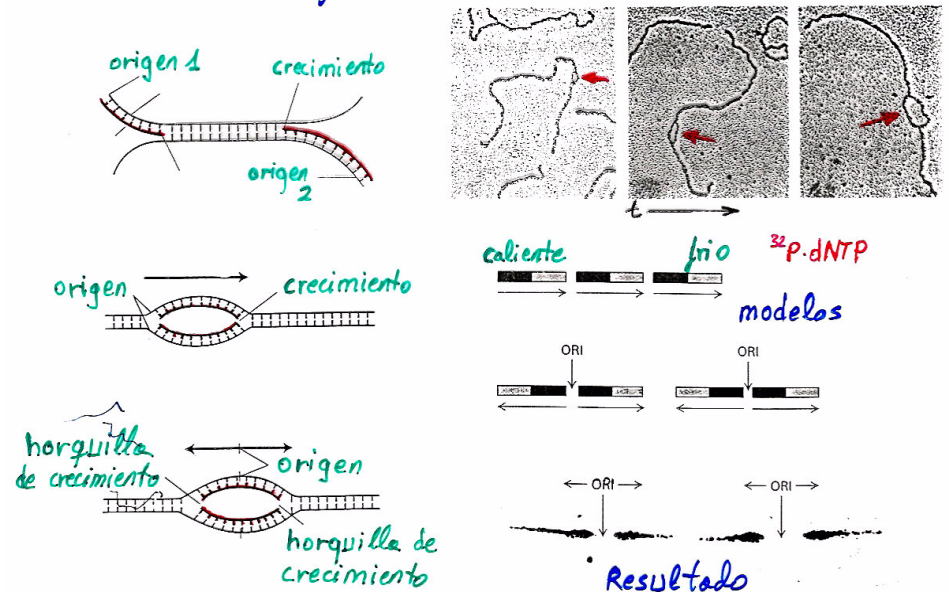 origen 1
crecimiento
origen
2
t
origen
crecimiento
caliente
frio
³²P·dNTP
modelos
ORI
ORI
horquilla
de crecimiento
origen
horquilla de
crecimiento
ORI
ORI
Resultado